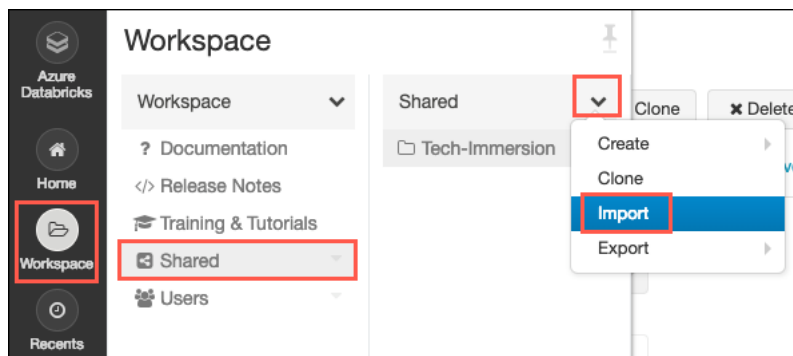 Azure
Databricks
Home
Workspace
Recents
Workspace
Workspace
? Documentation
</> Release Notes
Training & Tutorials
Shared
Users
Shared
Tech-Immersion
Create
Clone
Import
Export
Clone
✖ Delete